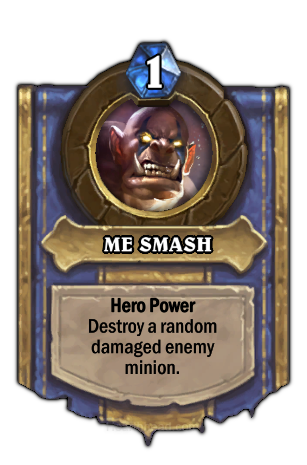 1
ME SMASH
Hero Power
Destroy a random
damaged enemy
minion.